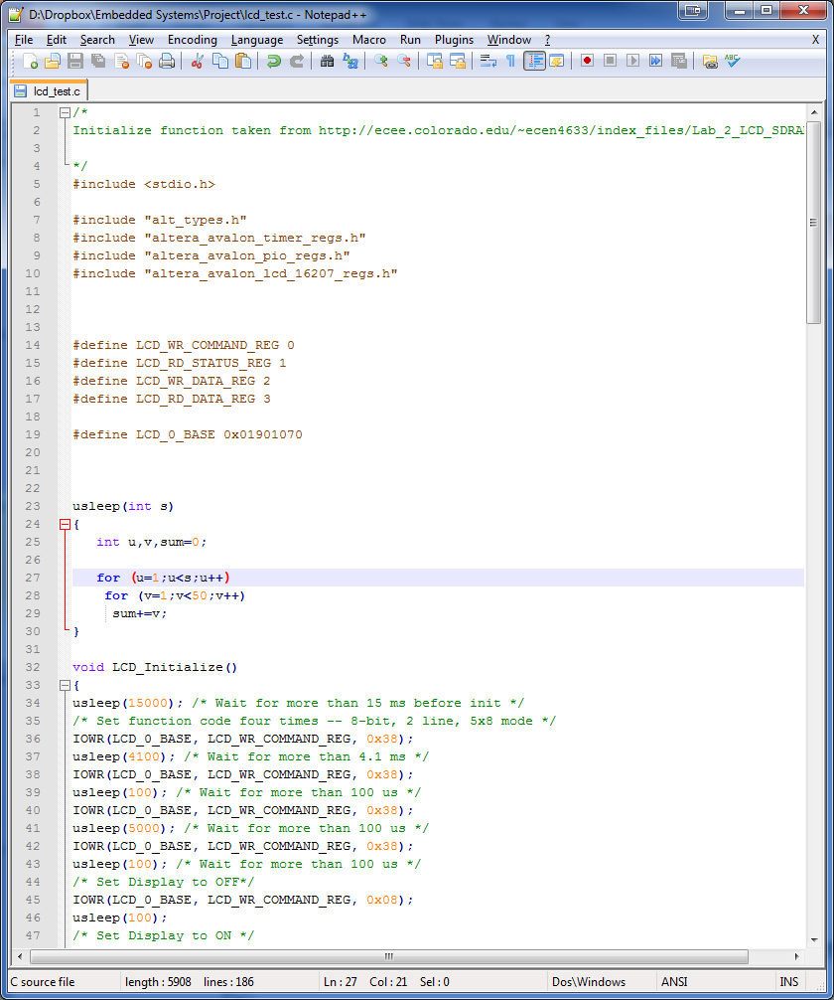 D:\Dropbox\Embedded Systems\Project\lcd_test.c - Notepad++
File Edit Search View Encoding Language Settings Macro Run Plugins Window ? X
lcd_test.c
1 /*
2 Initialize function taken from http://ecee.colorado.edu/~ecen4633/index_files/Lab_2_LCD_SDRA
3
4 */
5 #include <stdio.h>
6
7 #include "alt_types.h"
8 #include "altera_avalon_timer_regs.h"
9 #include "altera_avalon_pio_regs.h"
10 #include "altera_avalon_lcd_16207_regs.h"
11
12
13
14 #define LCD_WR_COMMAND_REG 0
15 #define LCD_RD_STATUS_REG 1
16 #define LCD_WR_DATA_REG 2
17 #define LCD_RD_DATA_REG 3
18
19 #define LCD_0_BASE 0x01901070
20
21
22
23 usleep(int s)
24 {
25 int u,v,sum=0;
26
27 for (u=1;u<s;u++)
28 for (v=1;v<50;v++)
29 sum+=v;
30 }
31
32 void LCD_Initialize()
33 {
34 usleep(15000); /* Wait for more than 15 ms before init */
35 /* Set function code four times -- 8-bit, 2 line, 5x8 mode */
36 IOWR(LCD_0_BASE, LCD_WR_COMMAND_REG, 0x38);
37 usleep(4100); /* Wait for more than 4.1 ms */
38 IOWR(LCD_0_BASE, LCD_WR_COMMAND_REG, 0x38);
39 usleep(100); /* Wait for more than 100 us */
40 IOWR(LCD_0_BASE, LCD_WR_COMMAND_REG, 0x38);
41 usleep(5000); /* Wait for more than 100 us */
42 IOWR(LCD_0_BASE, LCD_WR_COMMAND_REG, 0x38);
43 usleep(100); /* Wait for more than 100 us */
44 /* Set Display to OFF*/
45 IOWR(LCD_0_BASE, LCD_WR_COMMAND_REG, 0x08);
46 usleep(100);
47 /* Set Display to ON */
C source file length : 5908 lines : 186 Ln : 27 Col : 21 Sel : 0 Dos\Windows ANSI INS